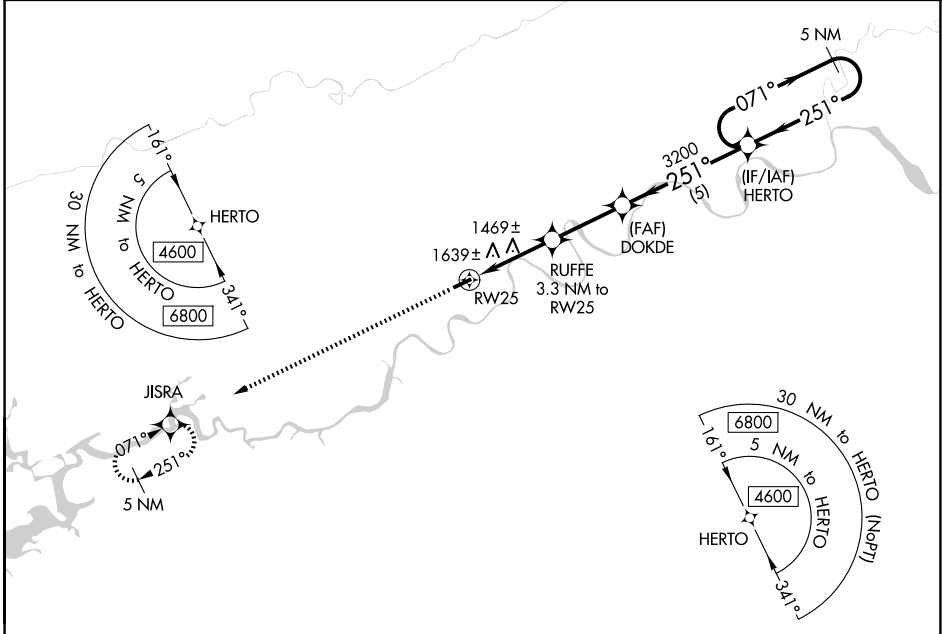 5 NM
071°
251°
3200
251°
(5)
(IF/IAF)
HERTO
(FAF)
DOKDE
RUFFE
3.3 NM to
RW25
1469±
1639±
RW25
161°
5 NM to HERTO
30 NM to HERTO
HERTO
4600
6800
341°
JISRA
071°
251°
5 NM
30 NM to HERTO (NoPT)
6800
161°
5 NM to HERTO
4600
HERTO
341°